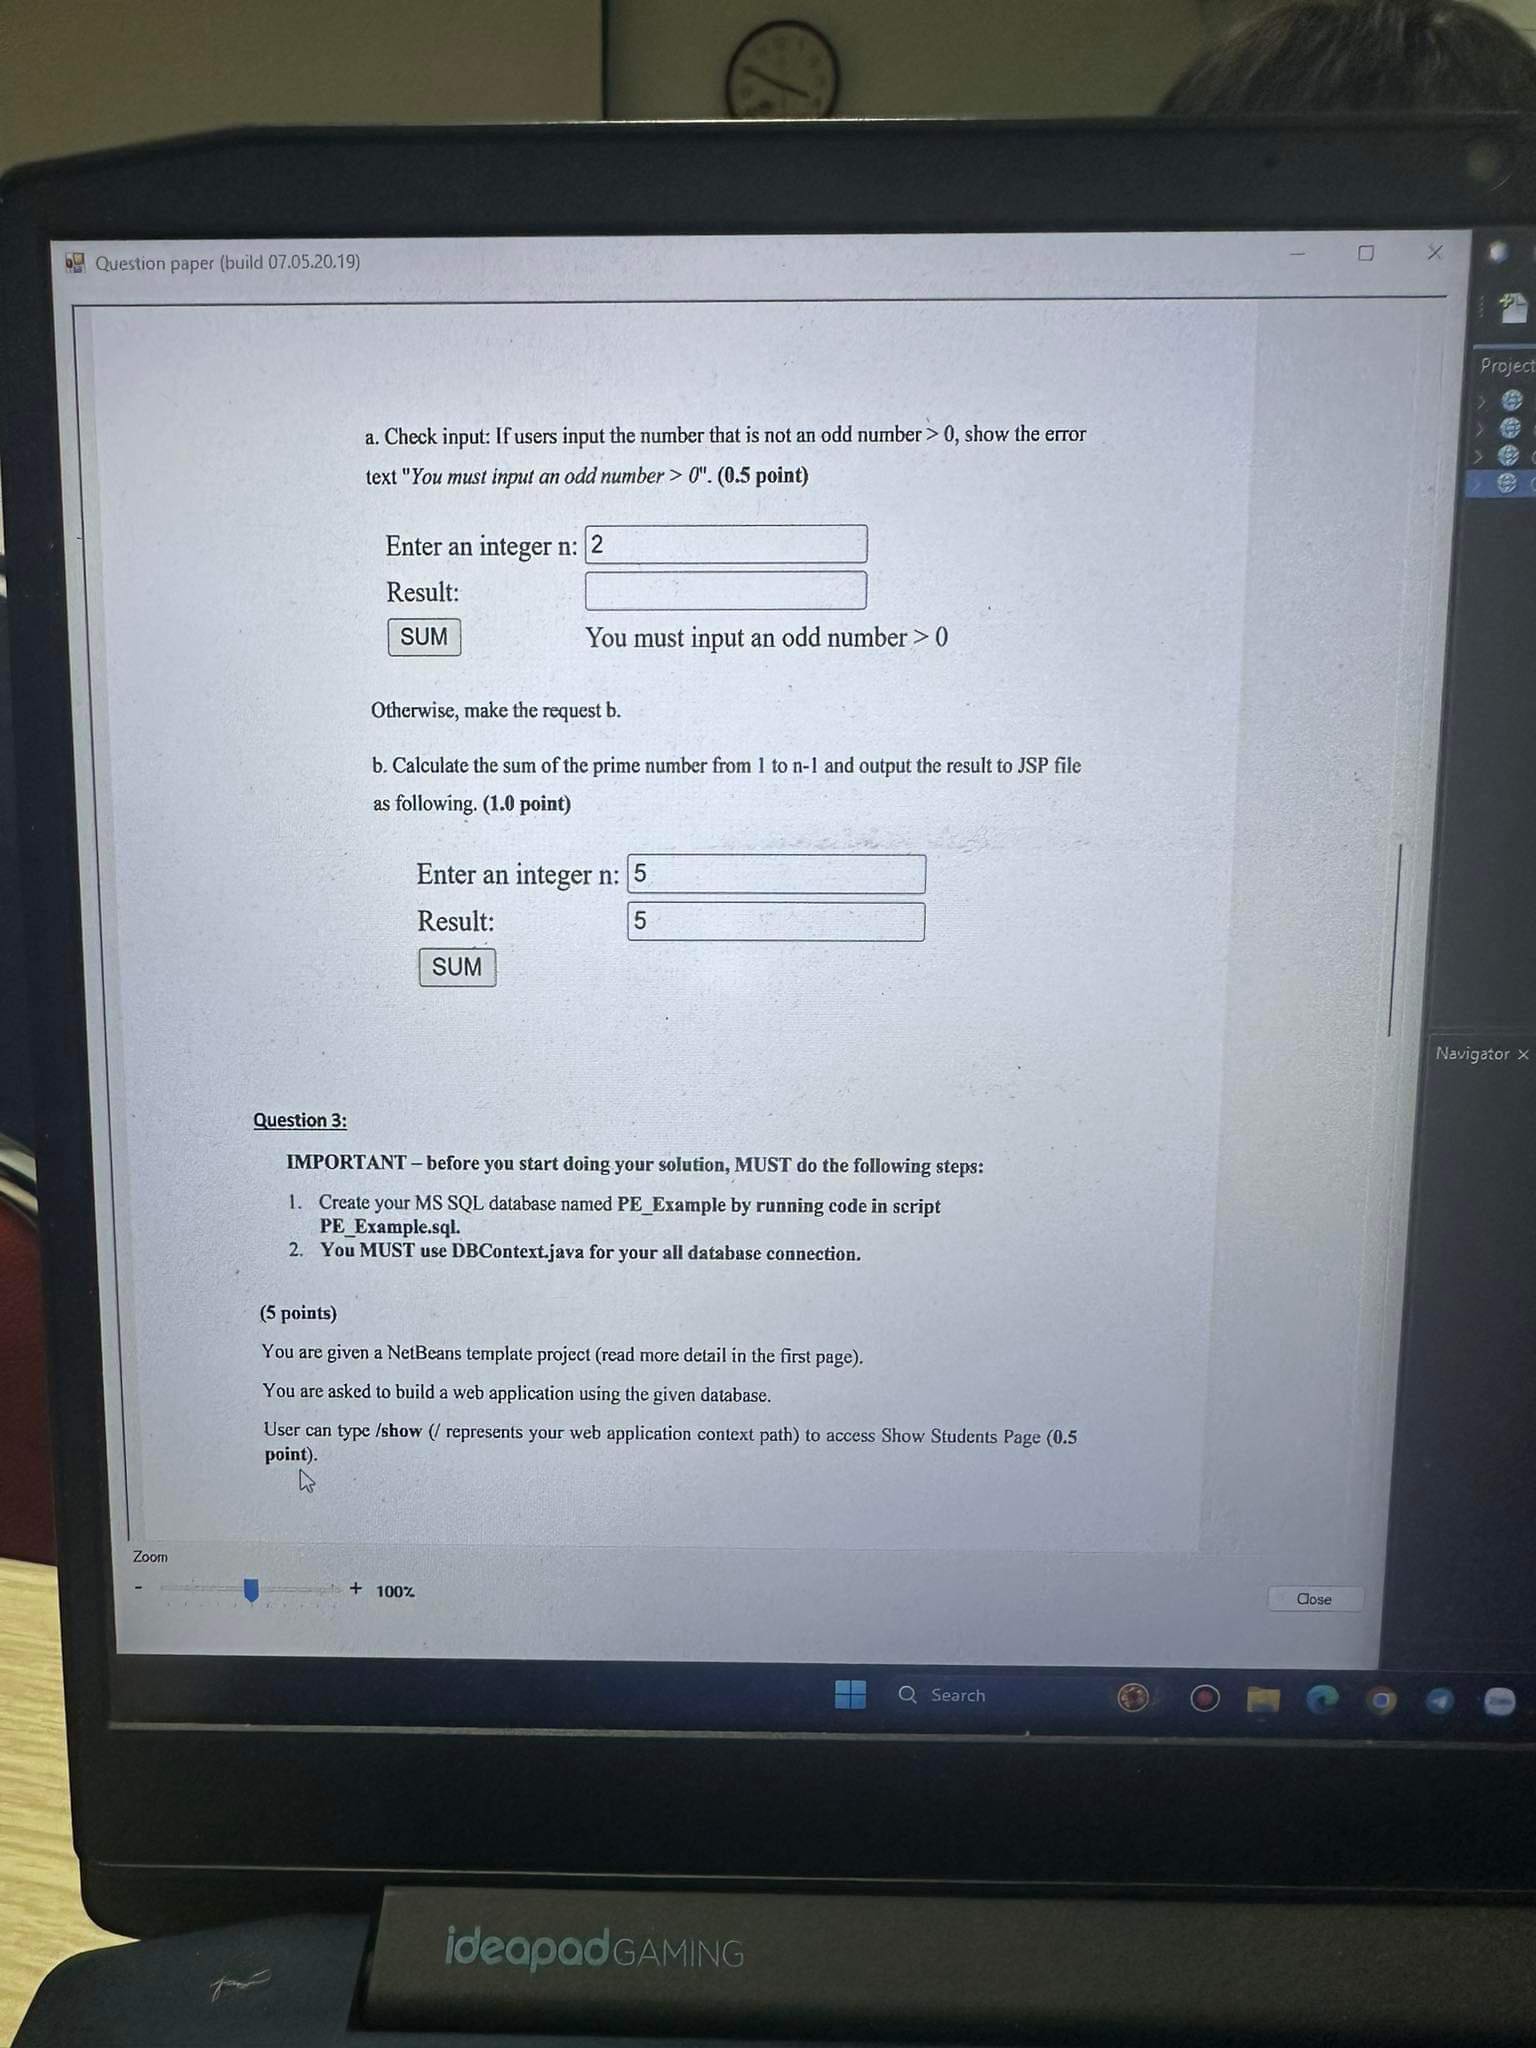 Question paper (build 07.05.20.19)
Project
a. Check input: If users input the number that is not an odd number > 0, show the error
text "You must input an odd number > 0". (0.5 point)
Enter an integer n: 2
Result:
SUM You must input an odd number > 0
Otherwise, make the request b.
b. Calculate the sum of the prime number from 1 to n-1 and output the result to JSP file
as following. (1.0 point)
Enter an integer n: 5
Result: 5
SUM
Navigator ×
Question 3:
IMPORTANT – before you start doing your solution, MUST do the following steps:
1. Create your MS SQL database named PE_Example by running code in script
PE_Example.sql.
2. You MUST use DBContext.java for your all database connection.
(5 points)
You are given a NetBeans template project (read more detail in the first page).
You are asked to build a web application using the given database.
User can type /show (/ represents your web application context path) to access Show Students Page (0.5
point).
Zoom
- + 100%
Close
Search
ideapad GAMING